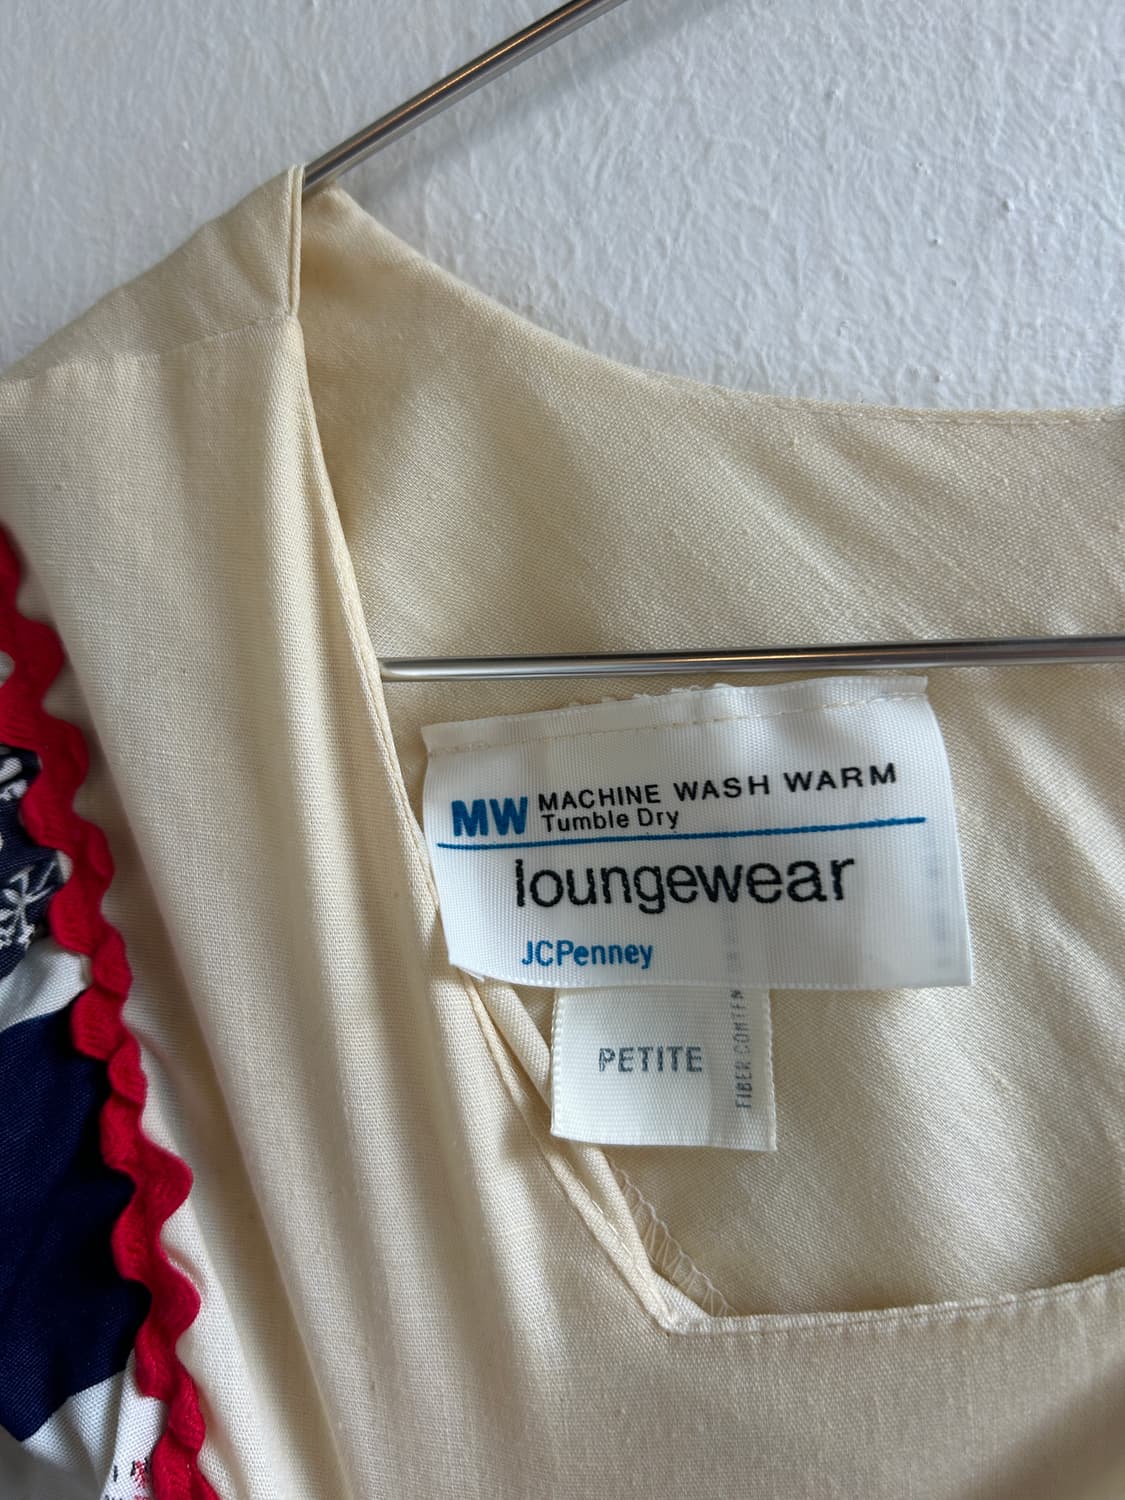 MW MACHINE WASH WARM
Tumble Dry
loungewear
JCPenney
PETITE
FIBER CONTEN